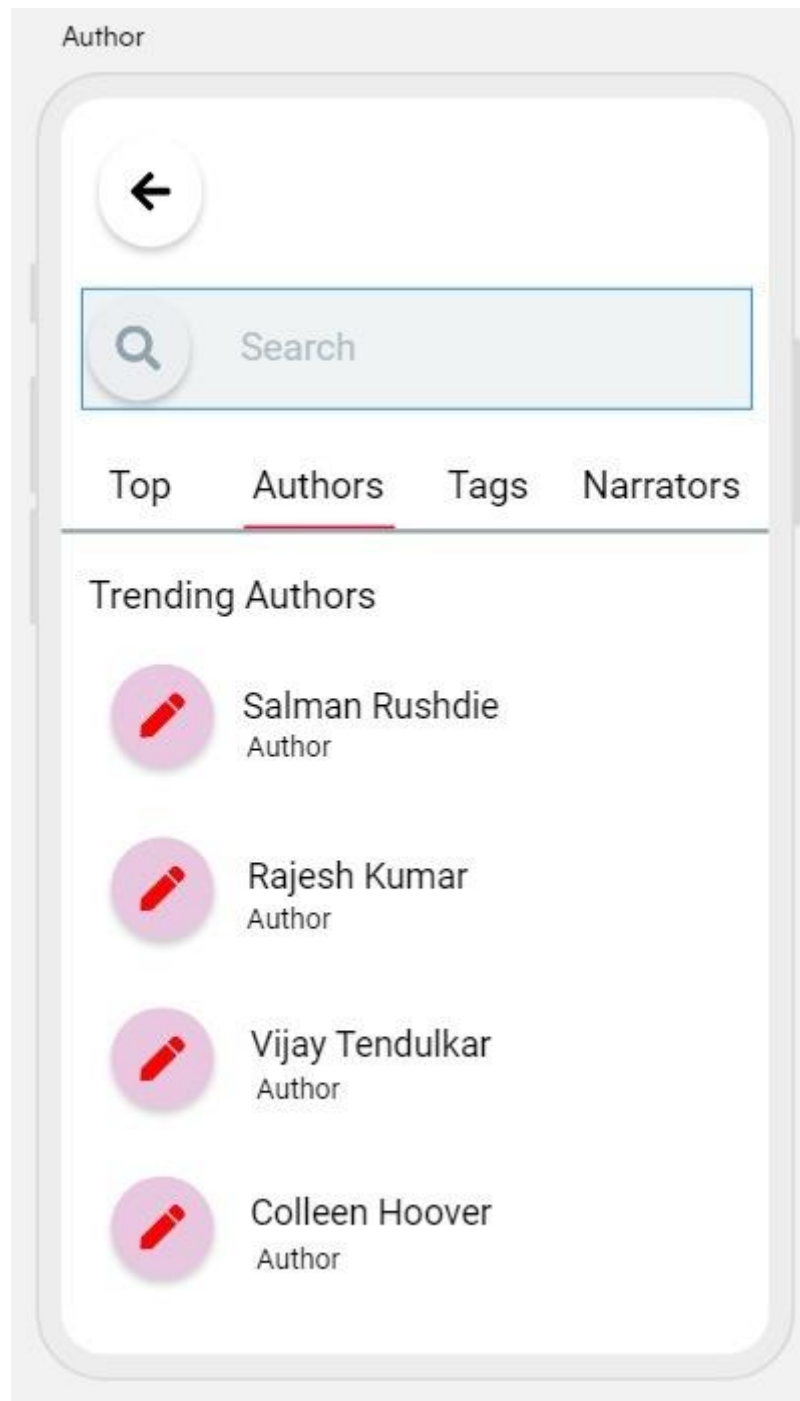 Author
Search
Top Authors Tags Narrators
Trending Authors
Salman Rushdie
Author
Rajesh Kumar
Author
Vijay Tendulkar
Author
Colleen Hoover
Author